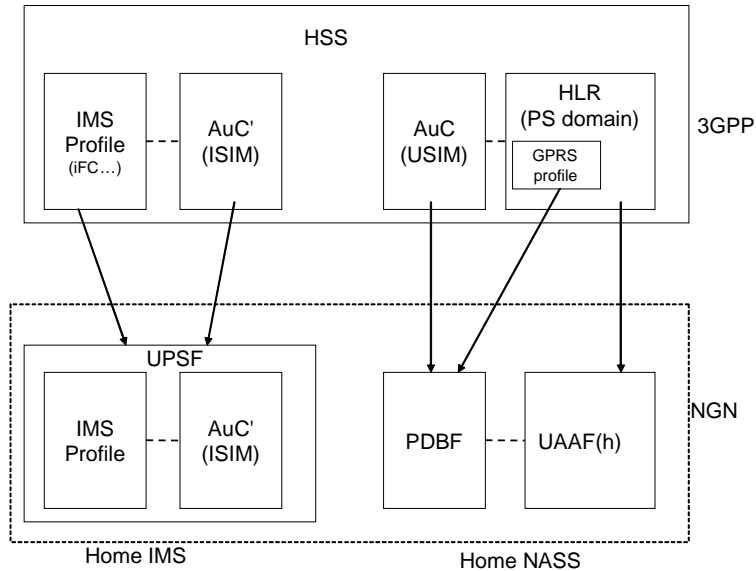 HSS
IMS
Profile
(iFC…)
AuC'
(ISIM)
AuC
(USIM)
HLR
(PS domain)
GPRS
profile
3GPP
UPSF
IMS
Profile
AuC'
(ISIM)
PDBF
UAAF(h)
NGN
Home IMS
Home NASS